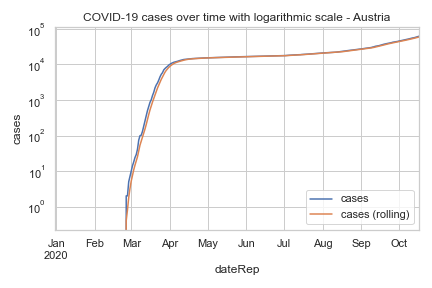 COVID-19 cases over time with logarithmic scale - Austria
cases
10^5
10^4
10^3
10^2
10^1
10^0
cases
cases (rolling)
Jan Feb Mar Apr May Jun Jul Aug Sep Oct
2020
dateRep